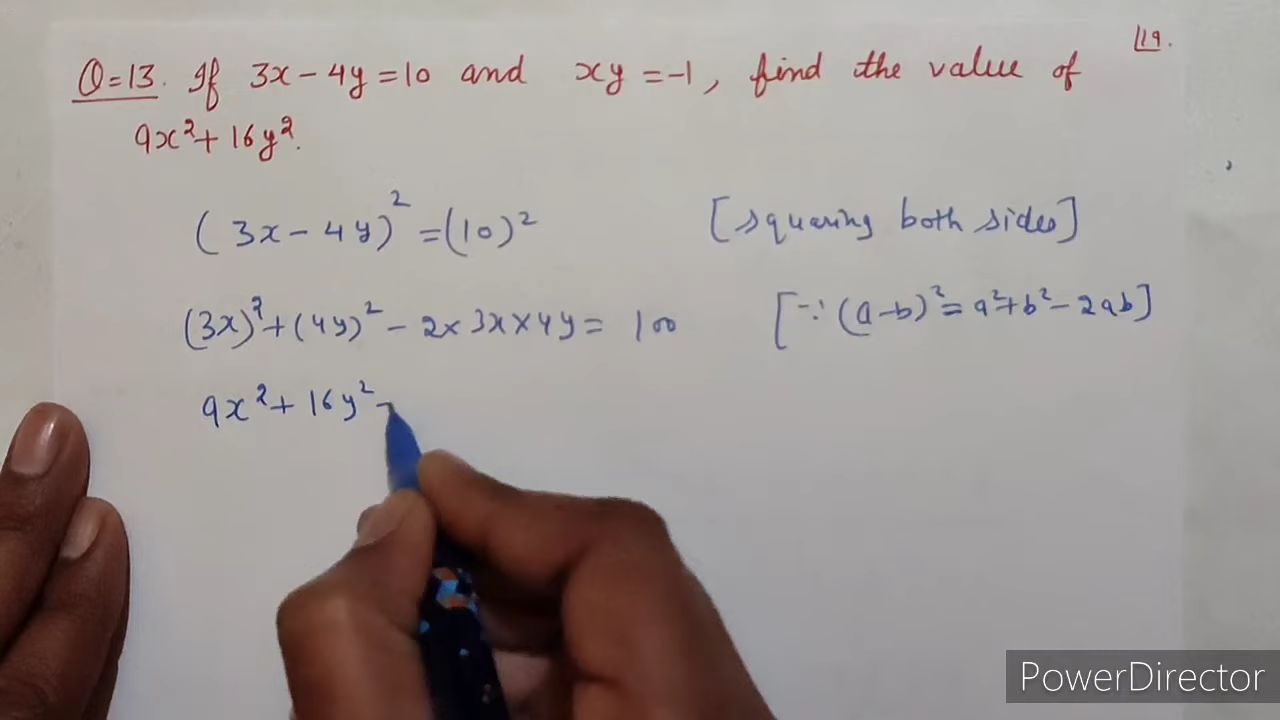 Q=13. If 3x-4y=10 and xy=-1, find the value of
9x²+16y².
(3x-4y)²=(10)² [squaring both sides]
(3x)²+(4y)²-2×3x×4y=100 [∵(a-b)²=a²+b²-2ab]
9x²+16y²-
PowerDirector